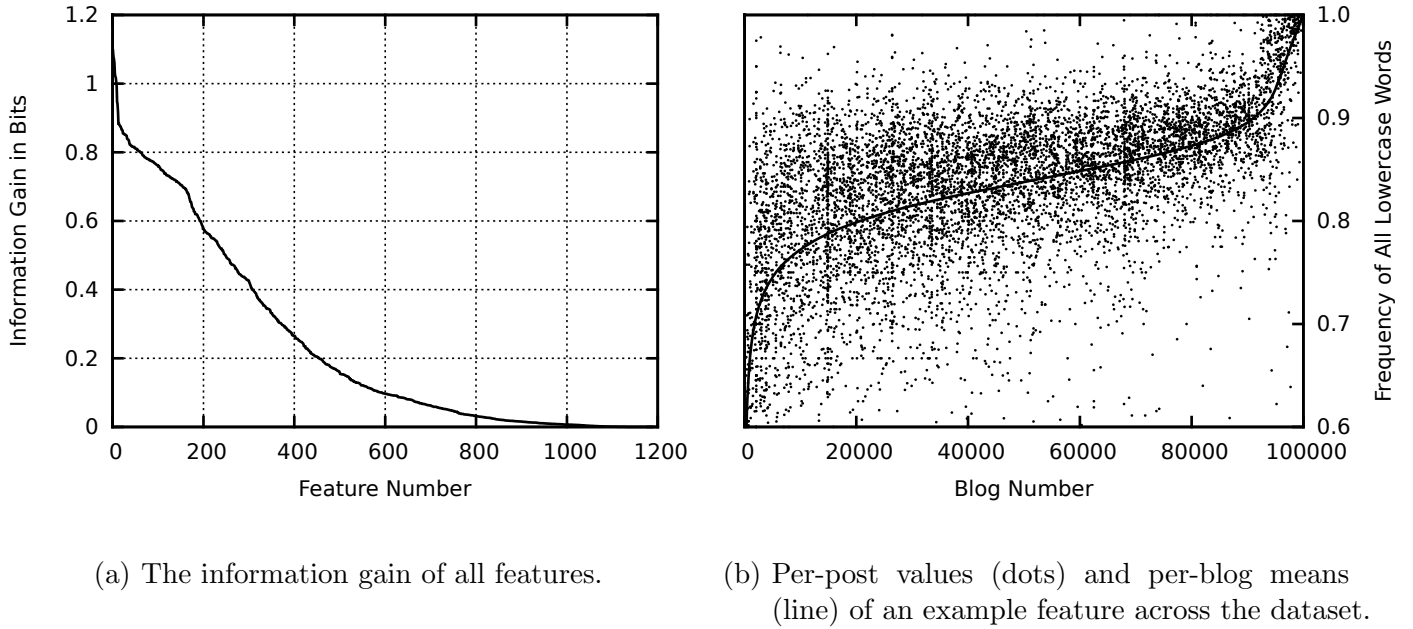 1.2
1
0.8
0.6
0.4
0.2
0
Information Gain in Bits
0 200 400 600 800 1000 1200
Feature Number
(a) The information gain of all features.
1.0
0.9
0.8
0.7
0.6
Frequency of All Lowercase Words
0 20000 40000 60000 80000 100000
Blog Number
(b) Per-post values (dots) and per-blog means
(line) of an example feature across the dataset.